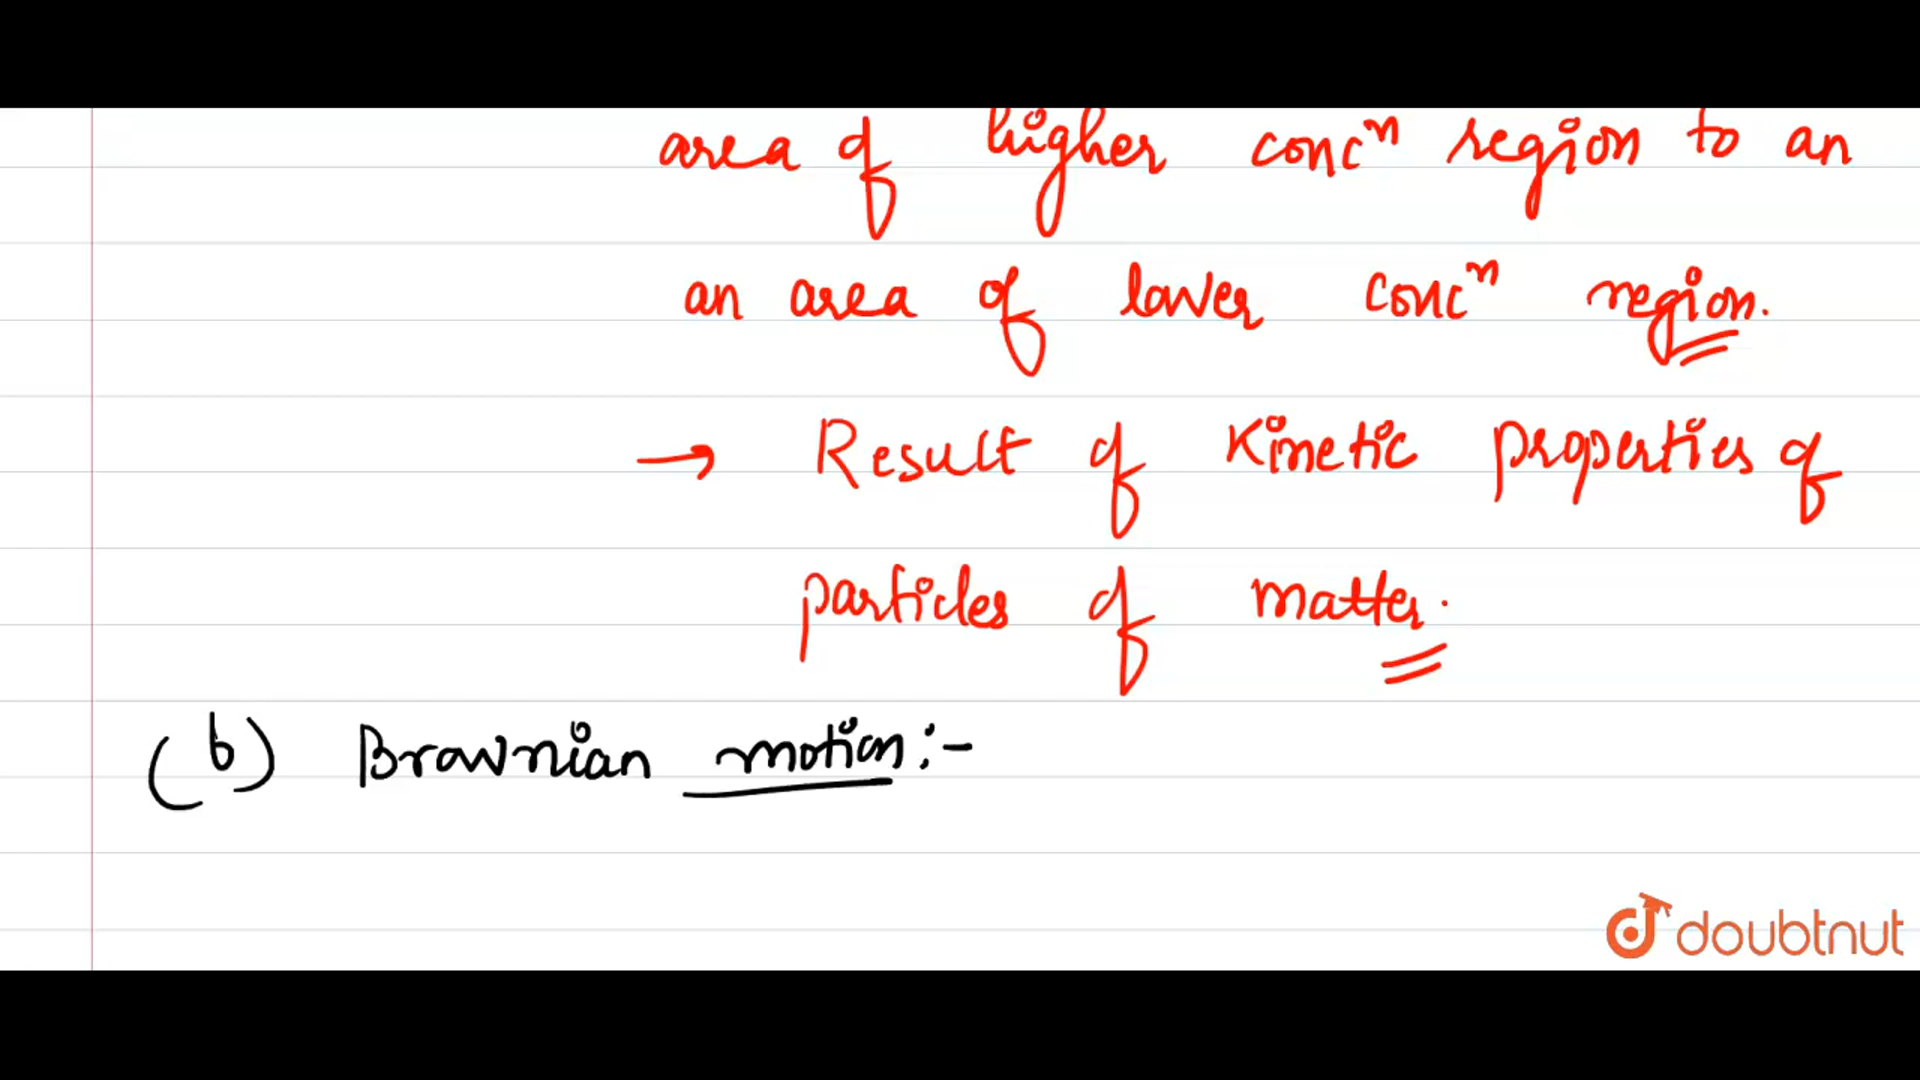 area of higher concⁿ region to an
an area of lower concⁿ region.
→ Result of Kinetic properties of
particles of matter.
(b) Brownian motion:-
doubtnut